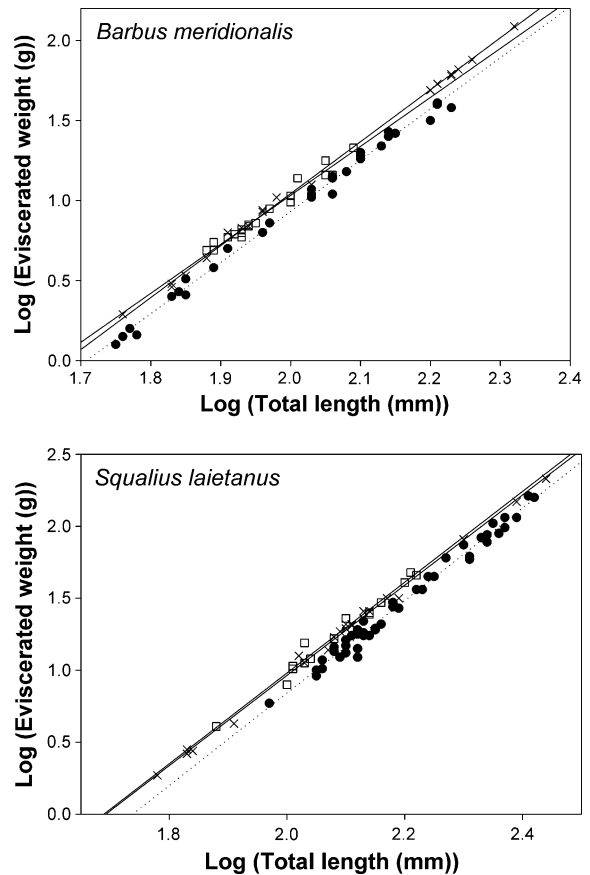 Barbus meridionalis
Log (Eviscerated weight (g))
2.0
1.5
1.0
0.5
0.0
1.7 1.8 1.9 2.0 2.1 2.2 2.3 2.4
Log (Total length (mm))
Squalius laietanus
Log (Eviscerated weight (g))
2.5
2.0
1.5
1.0
0.5
0.0
1.8 2.0 2.2 2.4
Log (Total length (mm))